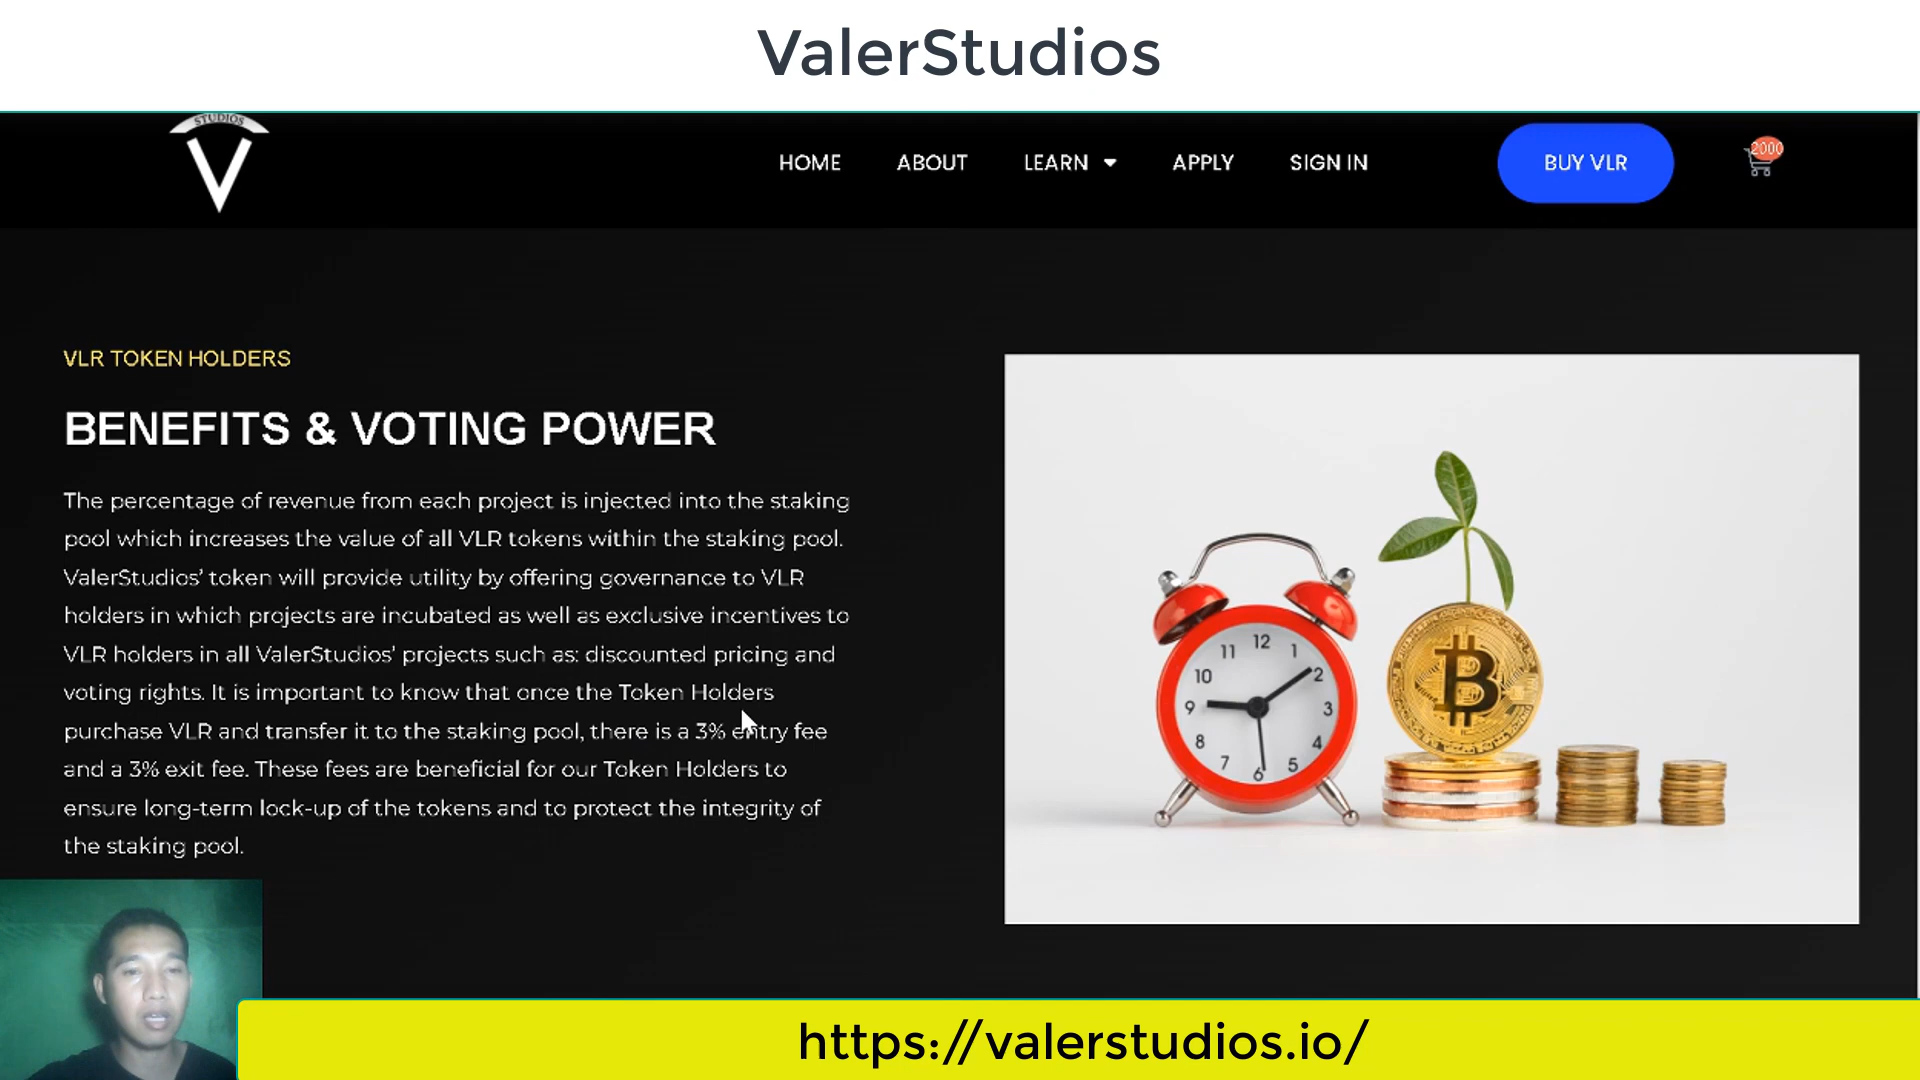 ValerStudios
STUDIOS
V
HOME ABOUT LEARN APPLY SIGN IN BUY VLR 2000
VLR TOKEN HOLDERS
BENEFITS & VOTING POWER
The percentage of revenue from each project is injected into the staking
pool which increases the value of all VLR tokens within the staking pool.
ValerStudios’ token will provide utility by offering governance to VLR
holders in which projects are incubated as well as exclusive incentives to
VLR holders in all ValerStudios’ projects such as: discounted pricing and
voting rights. It is important to know that once the Token Holders
purchase VLR and transfer it to the staking pool, there is a 3% entry fee
and a 3% exit fee. These fees are beneficial for our Token Holders to
ensure long-term lock-up of the tokens and to protect the integrity of
the staking pool.
12
11 1
10 2
9 3
8 4
7 5
6
B
https://valerstudios.io/